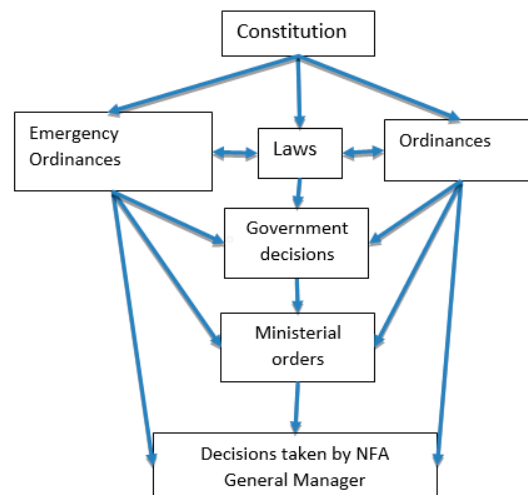 Constitution
Emergency
Ordinances
Laws
Ordinances
Government
decisions
Ministerial
orders
Decisions taken by NFA
General Manager